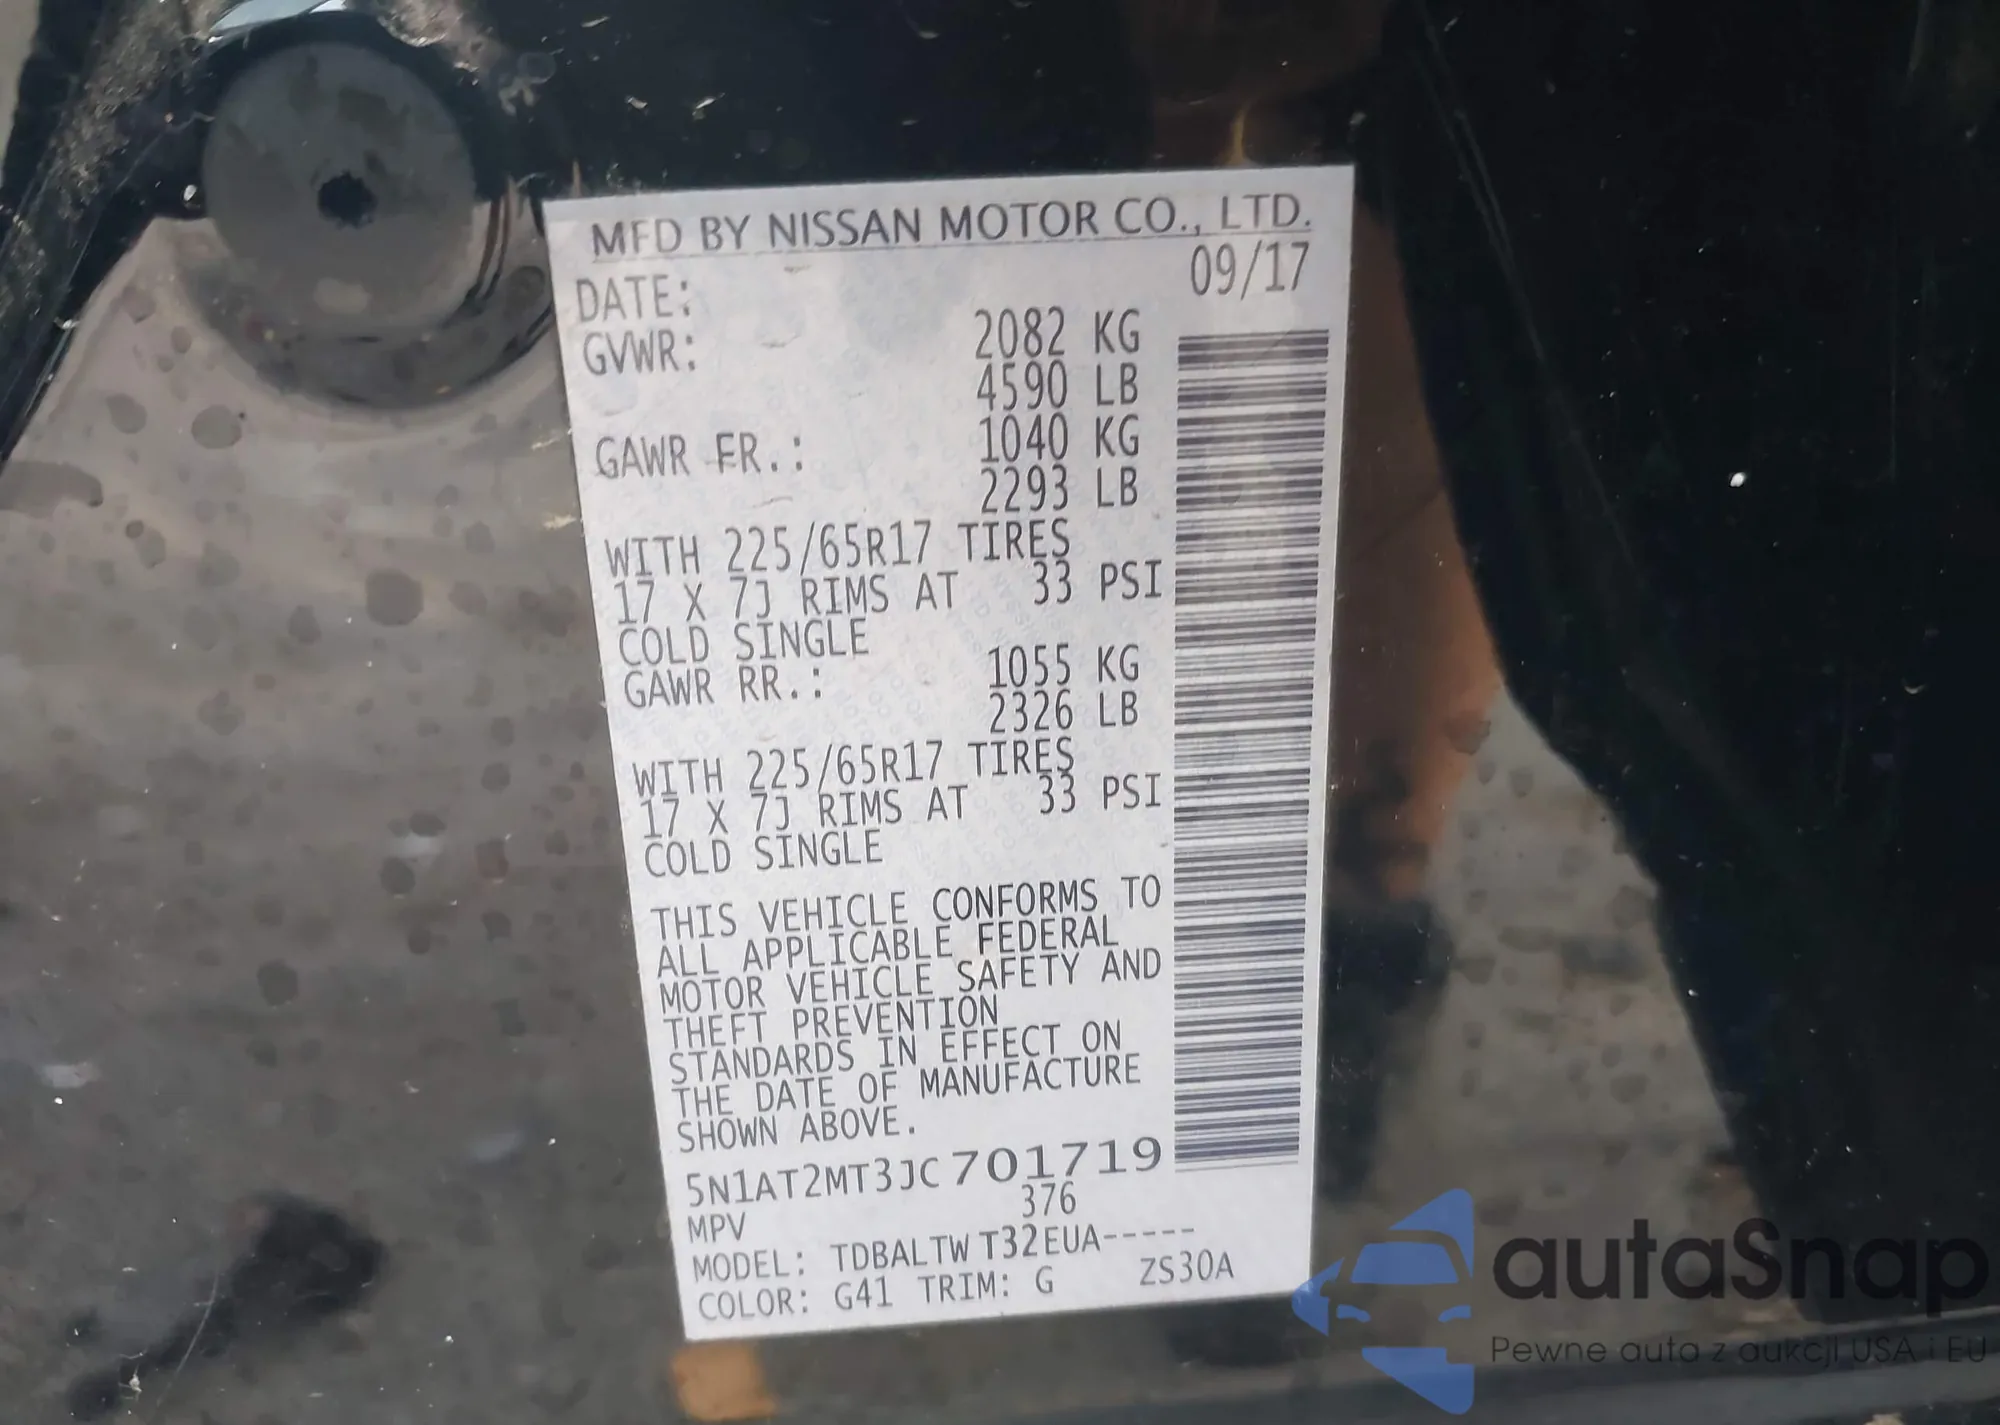 MFD BY NISSAN MOTOR CO., LTD.
DATE: 09/17
GVWR: 2082 KG
4590 LB
GAWR FR.: 1040 KG
2293 LB
WITH 225/65R17 TIRES
17 X 7J RIMS AT 33 PSI
COLD SINGLE
GAWR RR.: 1055 KG
2326 LB
WITH 225/65R17 TIRES
17 X 7J RIMS AT 33 PSI
COLD SINGLE
THIS VEHICLE CONFORMS TO
ALL APPLICABLE FEDERAL
MOTOR VEHICLE SAFETY AND
THEFT PREVENTION
STANDARDS IN EFFECT ON
THE DATE OF MANUFACTURE
SHOWN ABOVE.
5N1AT2MT3JC701719
MPV 376
MODEL: TDBALTWT32EUA-----
COLOR: G41 TRIM: G ZS30A
autaSnap
Pewne auta z aukcji USA i EU